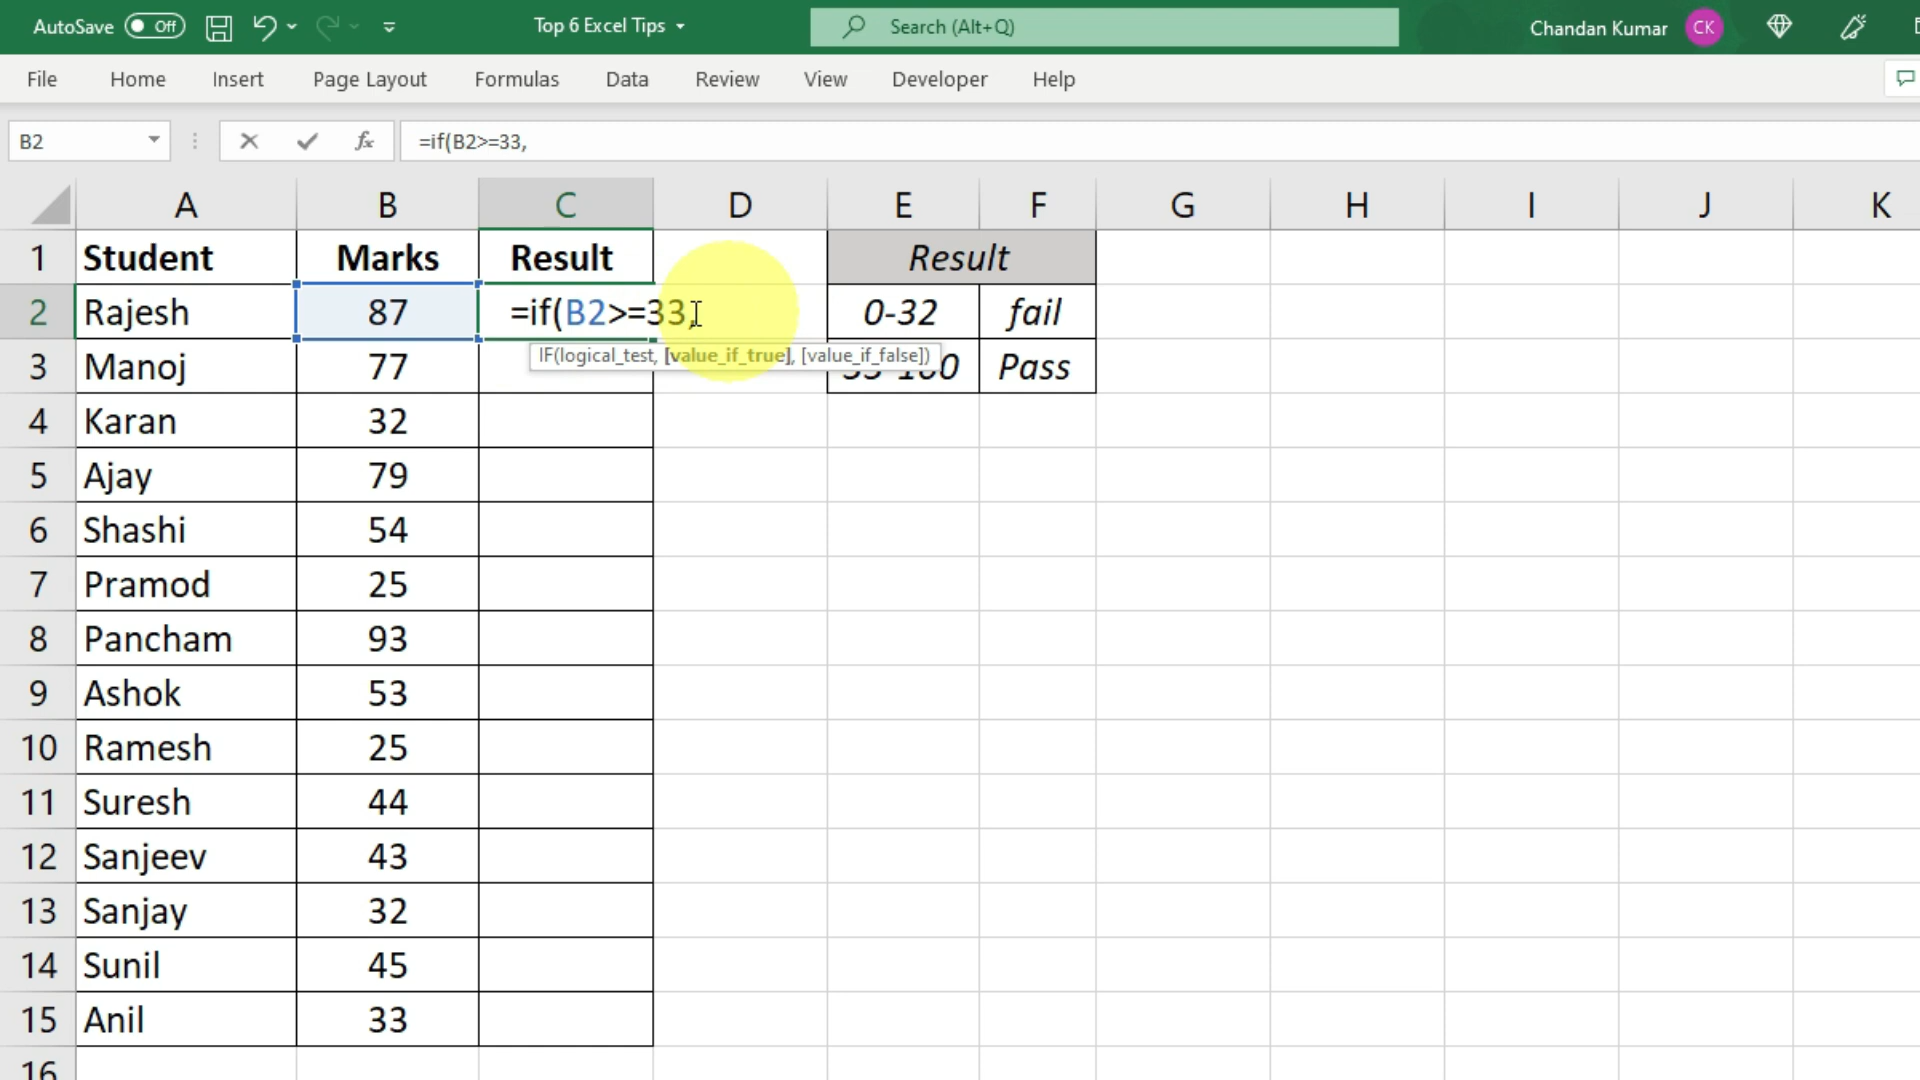 AutoSave Off Top 6 Excel Tips Search (Alt+Q) Chandan Kumar CK
File Home Insert Page Layout Formulas Data Review View Developer Help
B2 fx =if(B2>=33,
A B C D E F G H I J K
1 Student Marks Result Result
2 Rajesh 87 =if(B2>=33, 0-32 fail
IF(logical_test, [value_if_true], [value_if_false])
3 Manoj 77 Pass
4 Karan 32
5 Ajay 79
6 Shashi 54
7 Pramod 25
8 Pancham 93
9 Ashok 53
10 Ramesh 25
11 Suresh 44
12 Sanjeev 43
13 Sanjay 32
14 Sunil 45
15 Anil 33
16